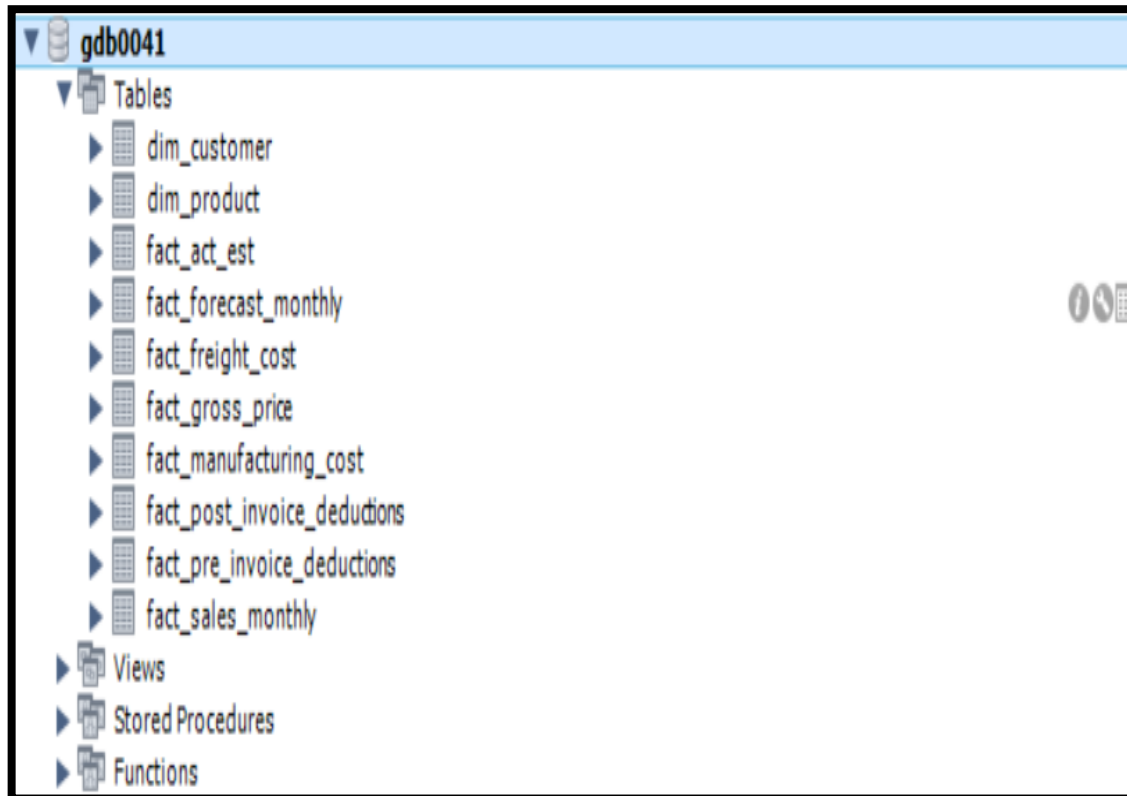 gdb0041
Tables
dim_customer
dim_product
fact_act_est
fact_forecast_monthly
fact_freight_cost
fact_gross_price
fact_manufacturing_cost
fact_post_invoice_deductions
fact_pre_invoice_deductions
fact_sales_monthly
Views
Stored Procedures
Functions